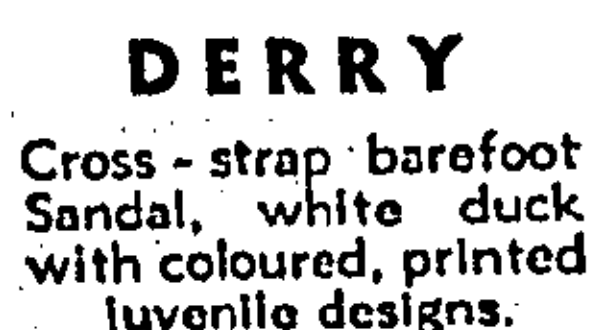 DERRY
Cross - strap barefoot
Sandal, white duck
with coloured, printed
juvenile designs.